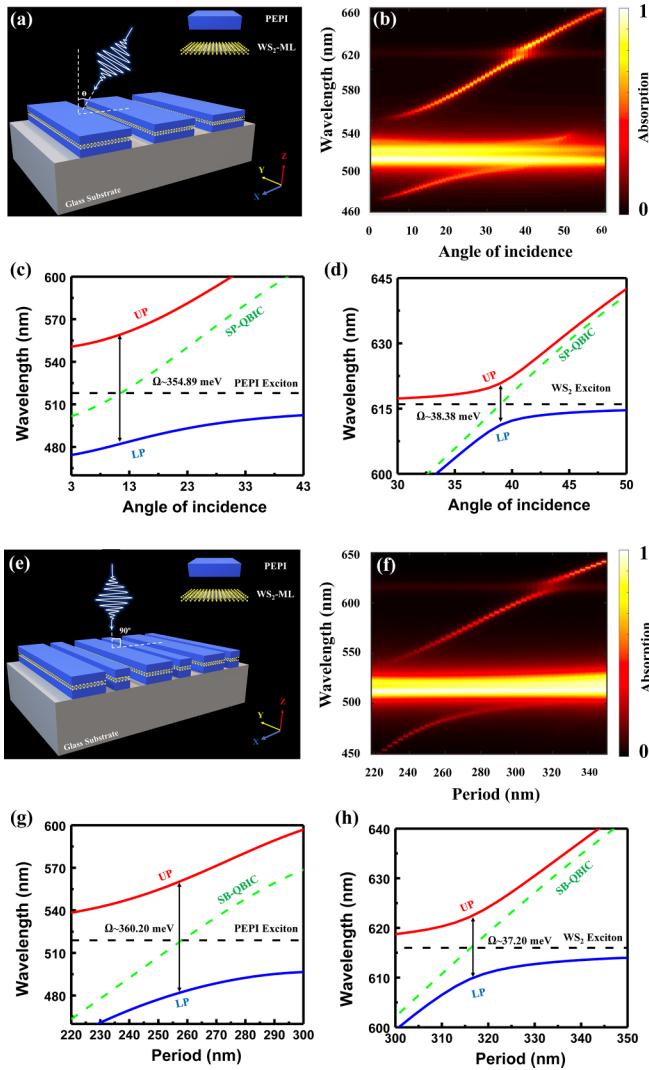 (a)
PEPI
WS2-ML
θ
Glass Substrate
Z
Y
X
(b)
Wavelength (nm)
660
620
580
540
500
460
0
10
20
30
40
50
60
Angle of incidence
1
Absorption
0
(c)
Wavelength (nm)
600
560
520
480
UP
SP-QBIC
Ω~354.89 meV
PEPI Exciton
LP
3
13
23
33
43
Angle of incidence
(d)
Wavelength (nm)
645
630
615
600
UP
SP-QBIC
WS2 Exciton
Ω~38.38 meV
LP
30
35
40
45
50
Angle of incidence
(e)
PEPI
WS2-ML
90°
Glass Substrate
Z
Y
X
(f)
Wavelength (nm)
650
600
550
500
450
220
240
260
280
300
320
340
Period (nm)
1
Absorption
0
(g)
Wavelength (nm)
600
560
520
480
UP
SB-QBIC
Ω~360.20 meV
PEPI Exciton
LP
220
230
240
250
260
270
280
290
300
Period (nm)
(h)
Wavelength (nm)
640
630
620
610
600
UP
SB-QBIC
Ω~37.20 meV
WS2 Exciton
LP
300
310
320
330
340
350
Period (nm)